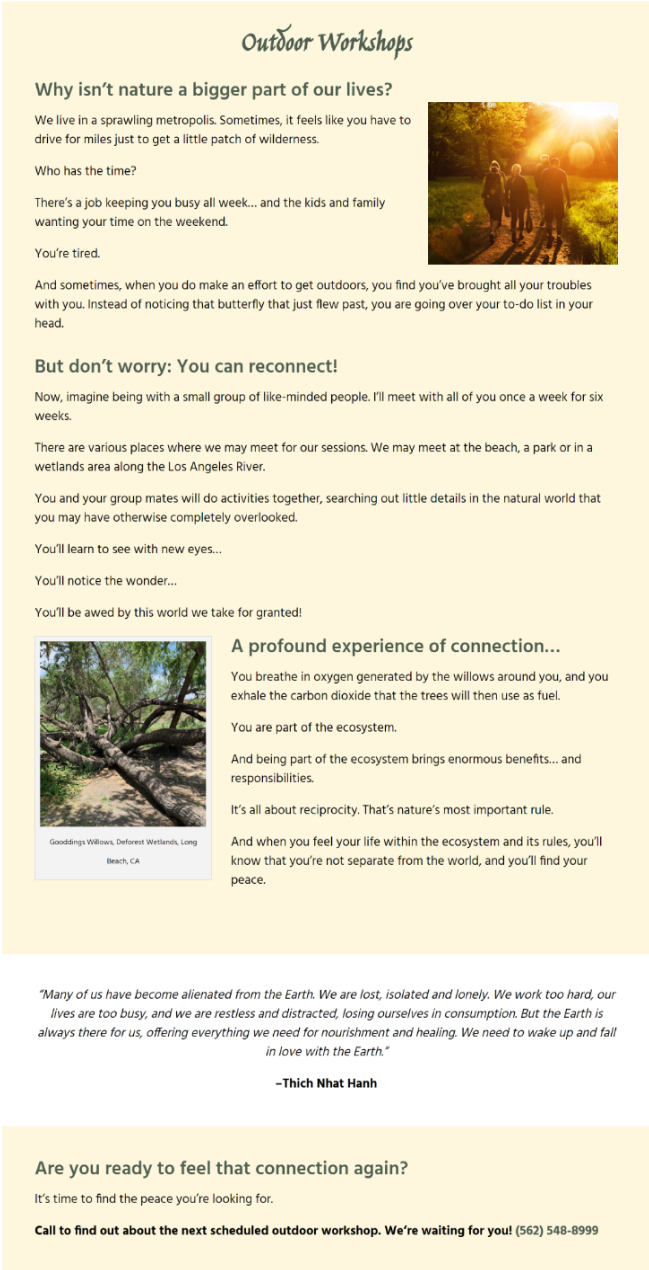 Outdoor Workshops
Why isn’t nature a bigger part of our lives?
We live in a sprawling metropolis. Sometimes, it feels like you have to
drive for miles just to get a little patch of wilderness.
Who has the time?
There’s a job keeping you busy all week… and the kids and family
wanting your time on the weekend.
You’re tired.
And sometimes, when you do make an effort to get outdoors, you find you’ve brought all your troubles
with you. Instead of noticing that butterfly that just flew past, you are going over your to-do list in your
head.
But don’t worry: You can reconnect!
Now, imagine being with a small group of like-minded people. I’ll meet with all of you once a week for six
weeks.
There are various places where we may meet for our sessions. We may meet at the beach, a park or in a
wetlands area along the Los Angeles River.
You and your group mates will do activities together, searching out little details in the natural world that
you may have otherwise completely overlooked.
You’ll learn to see with new eyes…
You’ll notice the wonder…
You’ll be awed by this world we take for granted!
A profound experience of connection…
You breathe in oxygen generated by the willows around you, and you
exhale the carbon dioxide that the trees will then use as fuel.
You are part of the ecosystem.
And being part of the ecosystem brings enormous benefits… and
responsibilities.
It’s all about reciprocity. That’s nature’s most important rule.
And when you feel your life within the ecosystem and its rules, you’ll
know that you’re not separate from the world, and you’ll find your
peace.
Gooddings Willows, Deforest Wetlands, Long
Beach, CA
“Many of us have become alienated from the Earth. We are lost, isolated and lonely. We work too hard, our
lives are too busy, and we are restless and distracted, losing ourselves in consumption. But the Earth is
always there for us, offering everything we need for nourishment and healing. We need to wake up and fall
in love with the Earth.”
–Thich Nhat Hanh
Are you ready to feel that connection again?
It’s time to find the peace you’re looking for.
Call to find out about the next scheduled outdoor workshop. We’re waiting for you! (562) 548-8999